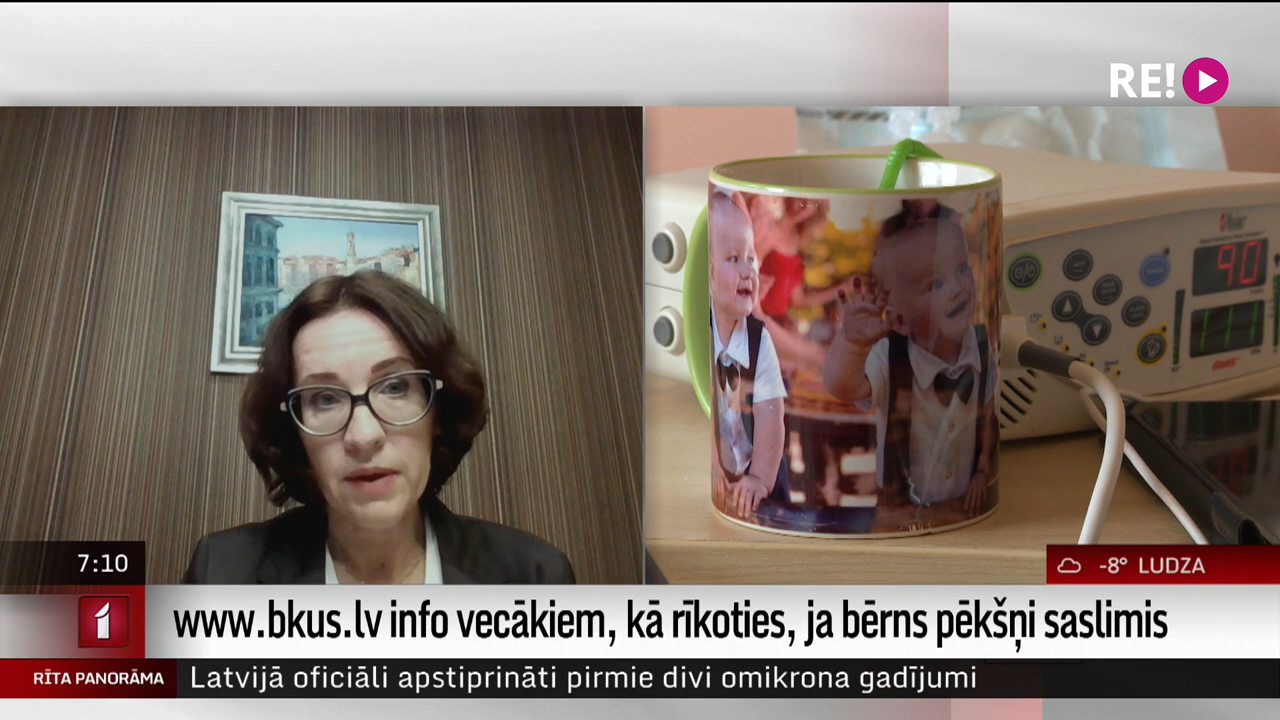 RE!
90
7:10
-8° LUDZA
1
www.bkus.lv info vecākiem, kā rīkoties, ja bērns pēkšņi saslimis
RĪTA PANORĀMA
Latvijā oficiāli apstiprināti pirmie divi omikrona gadījumi